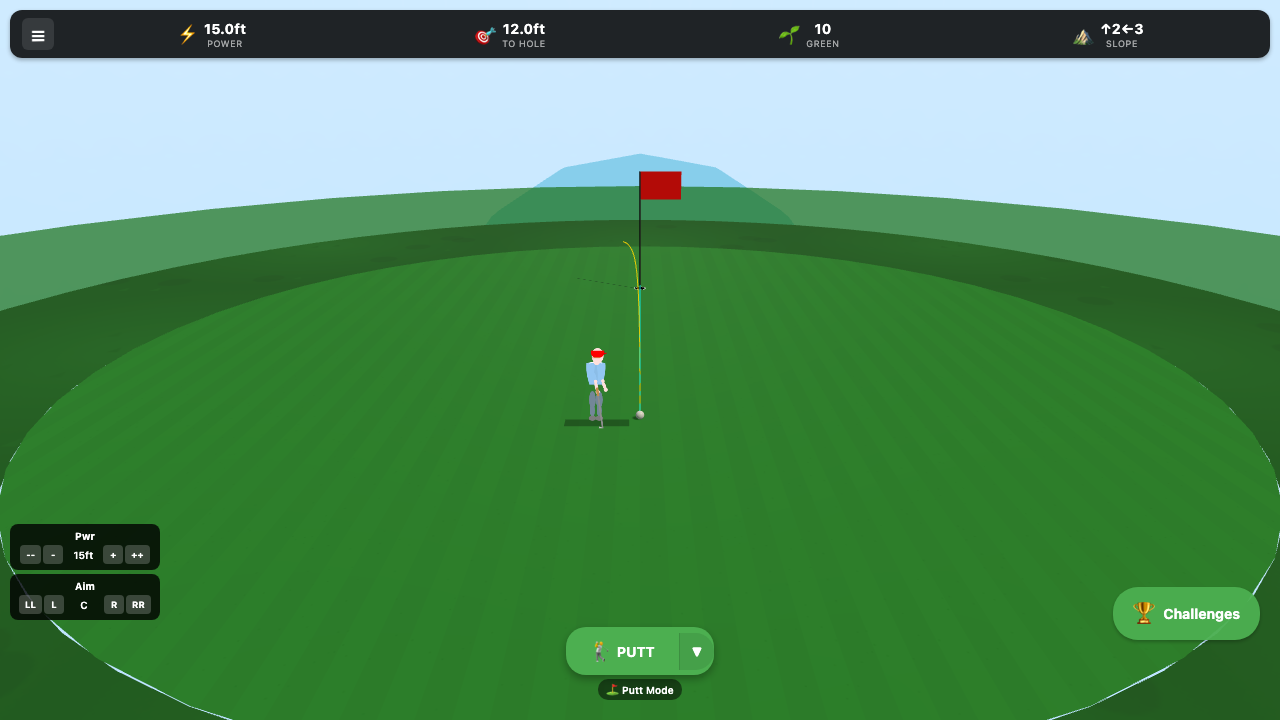 15.0ft
POWER
12.0ft
TO HOLE
10
GREEN
↑2←3
SLOPE
Pwr
-- - 15ft + ++
Aim
LL L C R RR
Challenges
PUTT ▼
Putt Mode